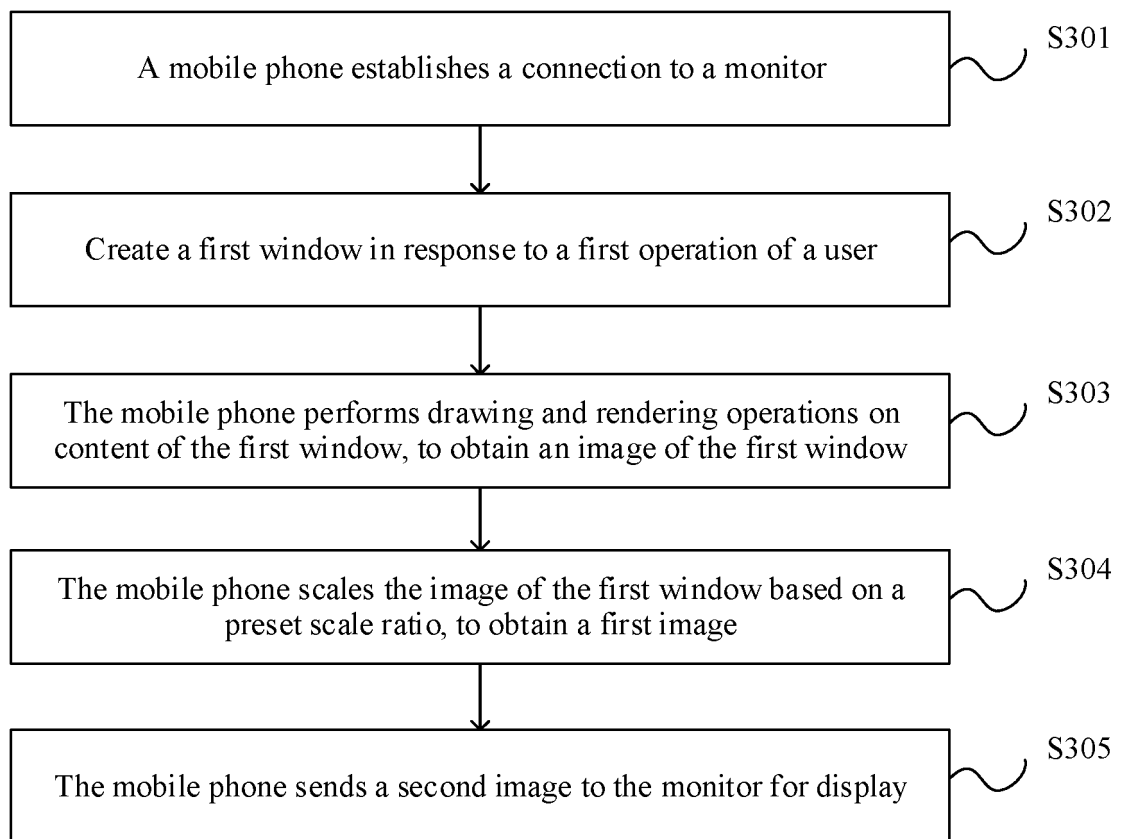 A mobile phone establishes a connection to a monitor
S301
Create a first window in response to a first operation of a user
S302
The mobile phone performs drawing and rendering operations on
content of the first window, to obtain an image of the first window
S303
The mobile phone scales the image of the first window based on a
preset scale ratio, to obtain a first image
S304
The mobile phone sends a second image to the monitor for display
S305